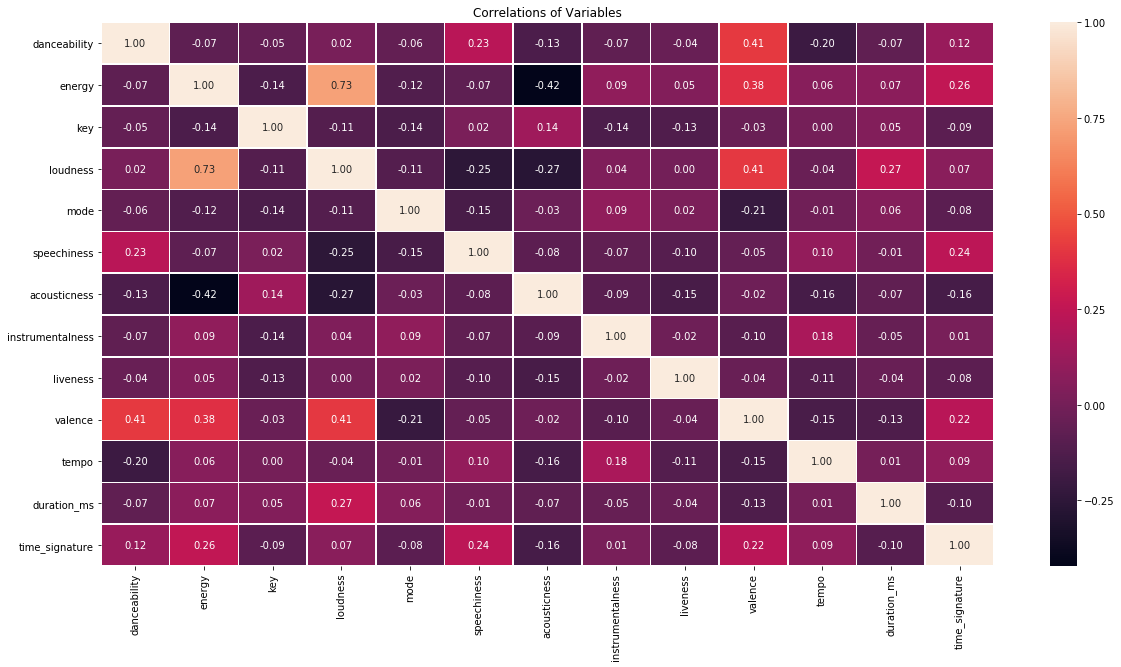 Correlations of Variables
danceability 1.00 -0.07 -0.05 0.02 -0.06 0.23 -0.13 -0.07 -0.04 0.41 -0.20 -0.07 0.12
energy -0.07 1.00 -0.14 0.73 -0.12 -0.07 -0.42 0.09 0.05 0.38 0.06 0.07 0.26
key -0.05 -0.14 1.00 -0.11 -0.14 0.02 0.14 -0.14 -0.13 -0.03 0.00 0.05 -0.09
loudness 0.02 0.73 -0.11 1.00 -0.11 -0.25 -0.27 0.04 0.00 0.41 -0.04 0.27 0.07
mode -0.06 -0.12 -0.14 -0.11 1.00 -0.15 -0.03 0.09 0.02 -0.21 -0.01 0.06 -0.08
speechiness 0.23 -0.07 0.02 -0.25 -0.15 1.00 -0.08 -0.07 -0.10 -0.05 0.10 -0.01 0.24
acousticness -0.13 -0.42 0.14 -0.27 -0.03 -0.08 1.00 -0.09 -0.15 -0.02 -0.16 -0.07 -0.16
instrumentalness -0.07 0.09 -0.14 0.04 0.09 -0.07 -0.09 1.00 -0.02 -0.10 0.18 -0.05 0.01
liveness -0.04 0.05 -0.13 0.00 0.02 -0.10 -0.15 -0.02 1.00 -0.04 -0.11 -0.04 -0.08
valence 0.41 0.38 -0.03 0.41 -0.21 -0.05 -0.02 -0.10 -0.04 1.00 -0.15 -0.13 0.22
tempo -0.20 0.06 0.00 -0.04 -0.01 0.10 -0.16 0.18 -0.11 -0.15 1.00 0.01 0.09
duration_ms -0.07 0.07 0.05 0.27 0.06 -0.01 -0.07 -0.05 -0.04 -0.13 0.01 1.00 -0.10
time_signature 0.12 0.26 -0.09 0.07 -0.08 0.24 -0.16 0.01 -0.08 0.22 0.09 -0.10 1.00
danceability energy key loudness mode speechiness acousticness instrumentalness liveness valence tempo duration_ms time_signature
1.00
0.75
0.50
0.25
0.00
-0.25